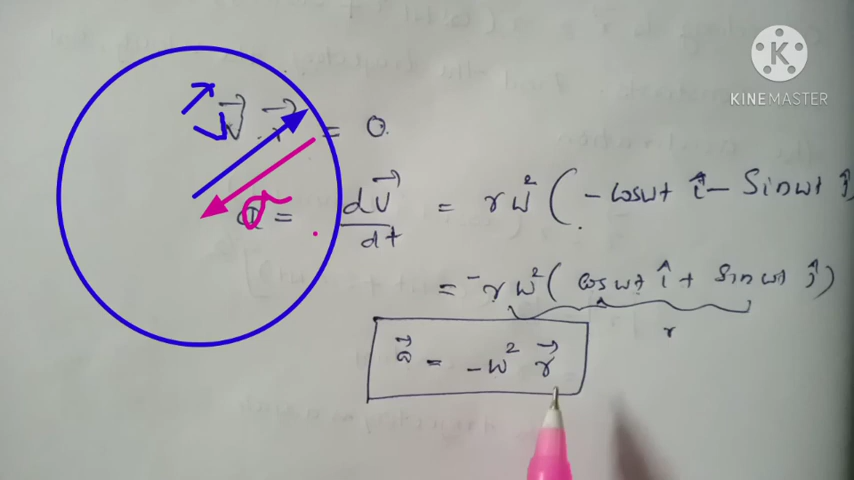 K
KINEMASTER
v⃗ . r⃗ = 0
a = dv⃗/dt = rω² ( - cosωt î - sinωt ĵ
= -rω² ( cosωt î + sinωt ĵ )
r
a⃗ = -ω² r⃗